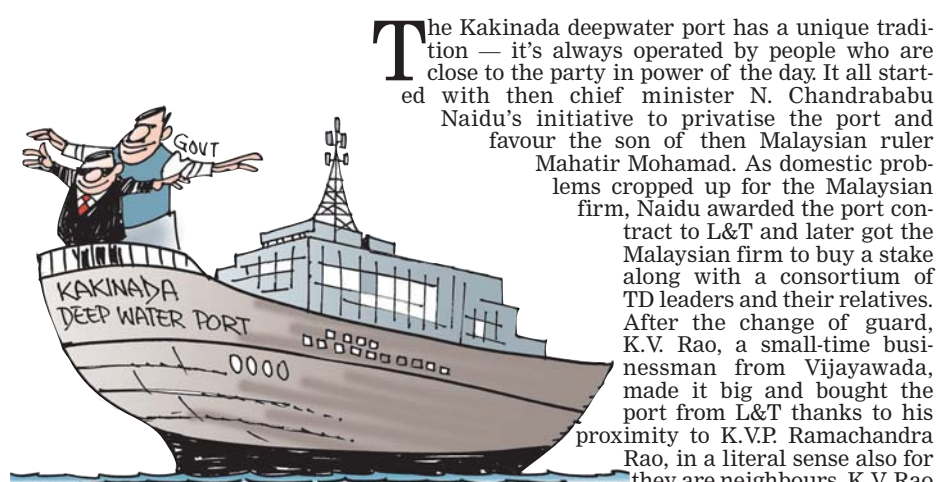 The Kakinada deepwater port has a unique tradi-
tion — it's always operated by people who are
close to the party in power of the day. It all start-
ed with then chief minister N. Chandrababu
Naidu's initiative to privatise the port and
favour the son of then Malaysian ruler
Mahatir Mohamad. As domestic prob-
lems cropped up for the Malaysian
firm, Naidu awarded the port con-
tract to L&T and later got the
Malaysian firm to buy a stake
along with a consortium of
TD leaders and their relatives.
After the change of guard,
K.V. Rao, a small-time busi-
nessman from Vijayawada,
made it big and bought the
port from L&T thanks to his
proximity to K.V.P. Ramachandra
Rao, in a literal sense also for
they are neighbours. K.V. Rao
GOVT
KAKINADA
DEEP WATER PORT